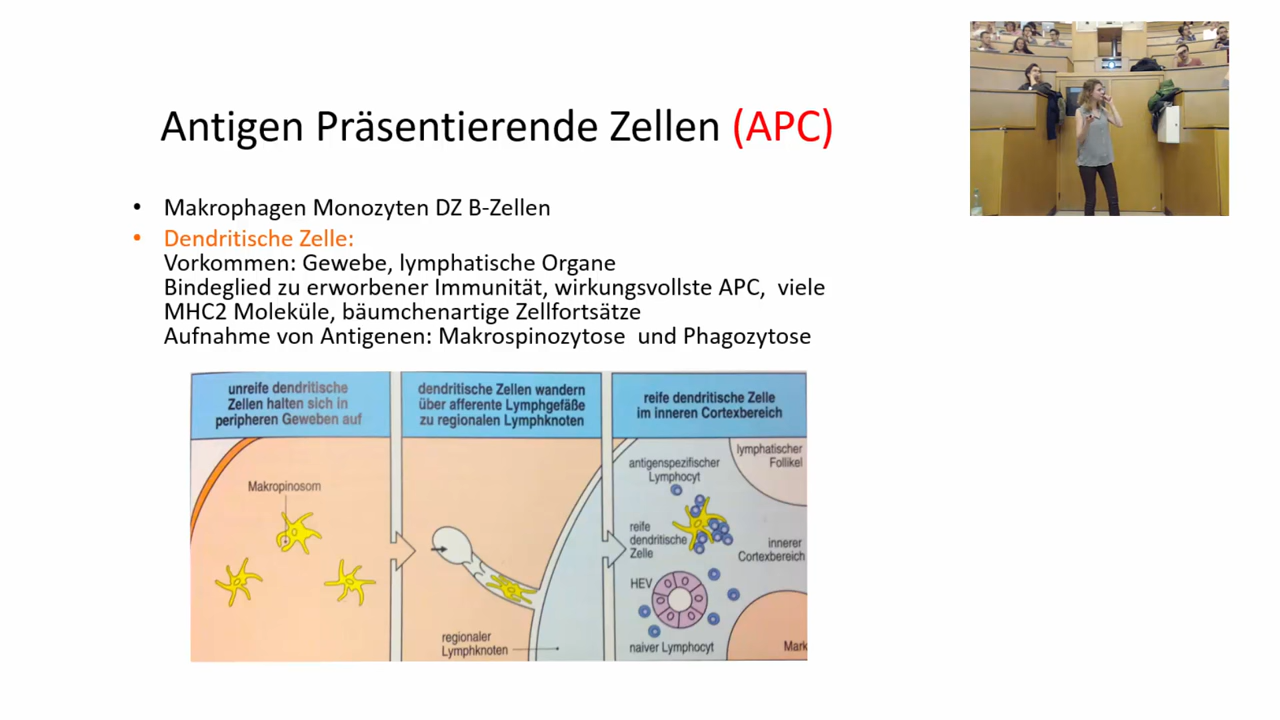 Antigen Präsentierende Zellen (APC)
• Makrophagen Monozyten DZ B-Zellen
• Dendritische Zelle:
Vorkommen: Gewebe, lymphatische Organe
Bindeglied zu erworbener Immunität, wirkungsvollste APC, viele
MHC2 Moleküle, bäumchenartige Zellfortsätze
Aufnahme von Antigenen: Makrospinozytose und Phagozytose
unreife dendritische
Zellen halten sich in
peripheren Geweben auf
Makropinosom
dendritische Zellen wandern
über afferente Lymphgefäße
zu regionalen Lymphknoten
regionaler
Lymphknoten
reife dendritische Zelle
im inneren Cortexbereich
lymphatischer
Follikel
antigenspezifischer
Lymphocyt
reife
dendritische
Zelle
innerer
Cortexbereich
HEV
naiver Lymphocyt
Mark